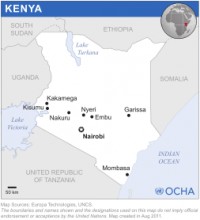 KENYA
SOUTH
SUDAN
ETHIOPIA
Lake
Turkana
UGANDA
SOMALIA
Kakamega
Kisumu
Nyeri
Garissa
Nakuru
Embu
Lake
Victoria
Nairobi
INDIAN
OCEAN
UNITED REPUBLIC
OF TANZANIA
Mombasa
50 km
OCHA
Map Sources: Europa Technologies, UNCS.
The boundaries and names shown and the designations used on this map do not imply official
endorsement or acceptance by the United Nations. Map created in Aug 2011.